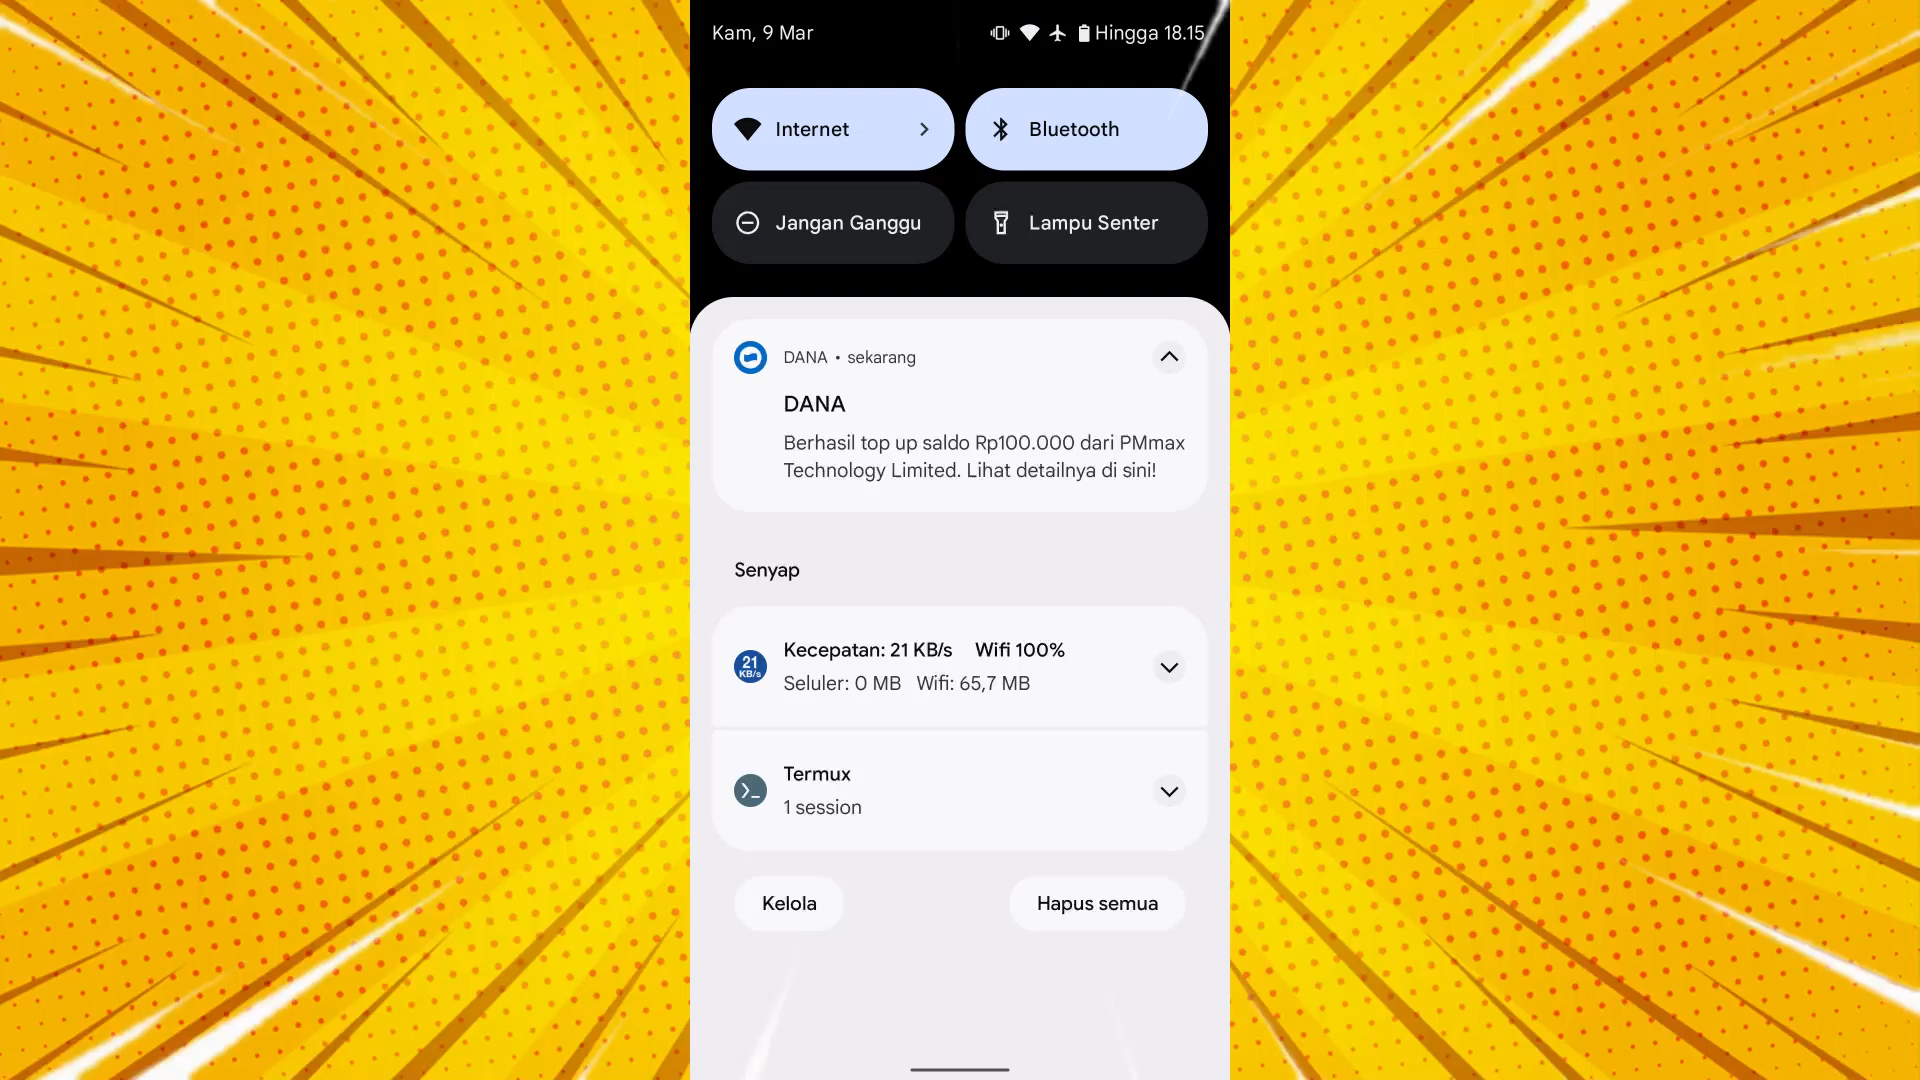 Kam, 9 Mar
Hingga 18.15
Internet
Bluetooth
Jangan Ganggu
Lampu Senter
DANA • sekarang
DANA
Berhasil top up saldo Rp100.000 dari PMmax
Technology Limited. Lihat detailnya di sini!
Senyap
21
KB/s
Kecepatan: 21 KB/s Wifi 100%
Seluler: 0 MB Wifi: 65,7 MB
Termux
1 session
Kelola
Hapus semua